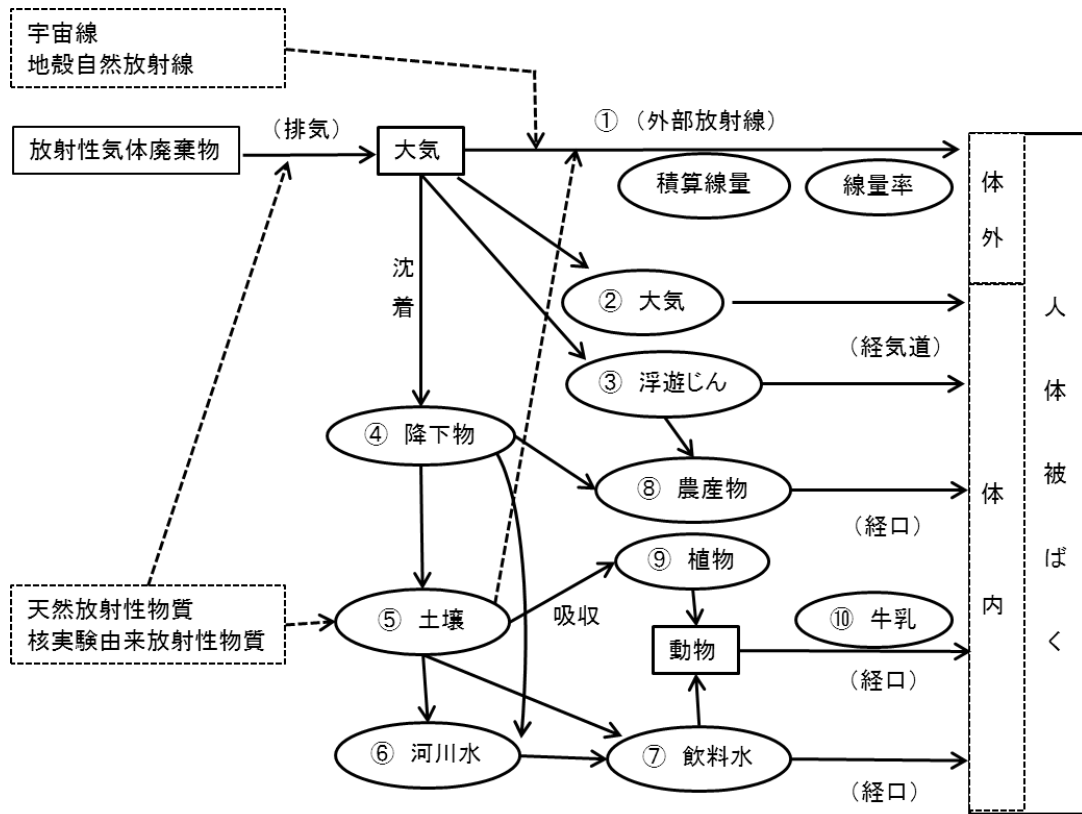 宇宙線
地殻自然放射線
放射性気体廃棄物
(排気)
大気
① (外部放射線)
積算線量
線量率
体外
沈着
② 大気
(経気道)
③ 浮遊じん
④ 降下物
⑧ 農産物
(経口)
⑨ 植物
天然放射性物質
核実験由来放射性物質
⑤ 土壌
吸収
動物
⑩ 牛乳
(経口)
⑥ 河川水
⑦ 飲料水
(経口)
体内
人体被ばく